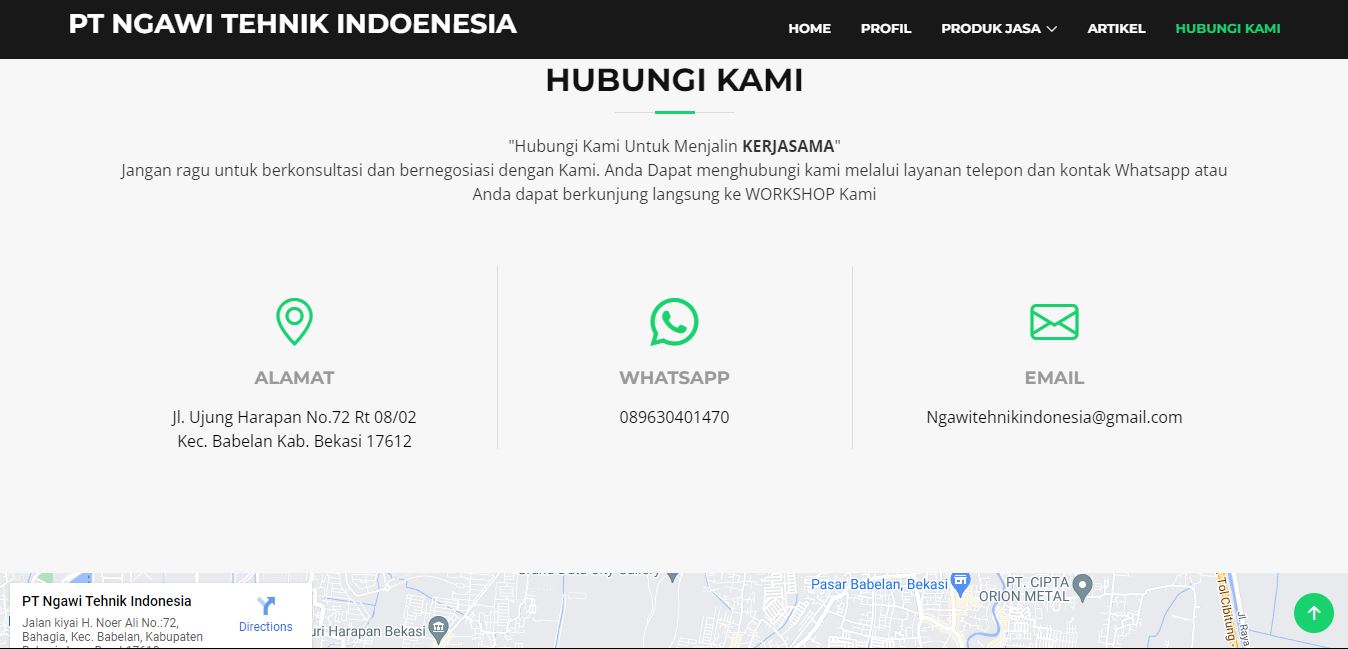 PT NGAWI TEHNIK INDOENESIA
HOME PROFIL PRODUK JASA ARTIKEL HUBUNGI KAMI
HUBUNGI KAMI
"Hubungi Kami Untuk Menjalin KERJASAMA"
Jangan ragu untuk berkonsultasi dan bernegosiasi dengan Kami. Anda Dapat menghubungi kami melalui layanan telepon dan kontak Whatsapp atau
Anda dapat berkunjung langsung ke WORKSHOP Kami
ALAMAT
Jl. Ujung Harapan No.72 Rt 08/02
Kec. Babelan Kab. Bekasi 17612
WHATSAPP
089630401470
EMAIL
Ngawitehnikindonesia@gmail.com
PT Ngawi Tehnik Indonesia
Jalan kiyai H. Noer Ali No.:72,
Bahagia, Kec. Babelan, Kabupaten
Directions
uri Harapan Bekasi
Pasar Babelan, Bekasi
PT. CIPTA
ORION METAL
Tol Cibitung -
Jl. Raya